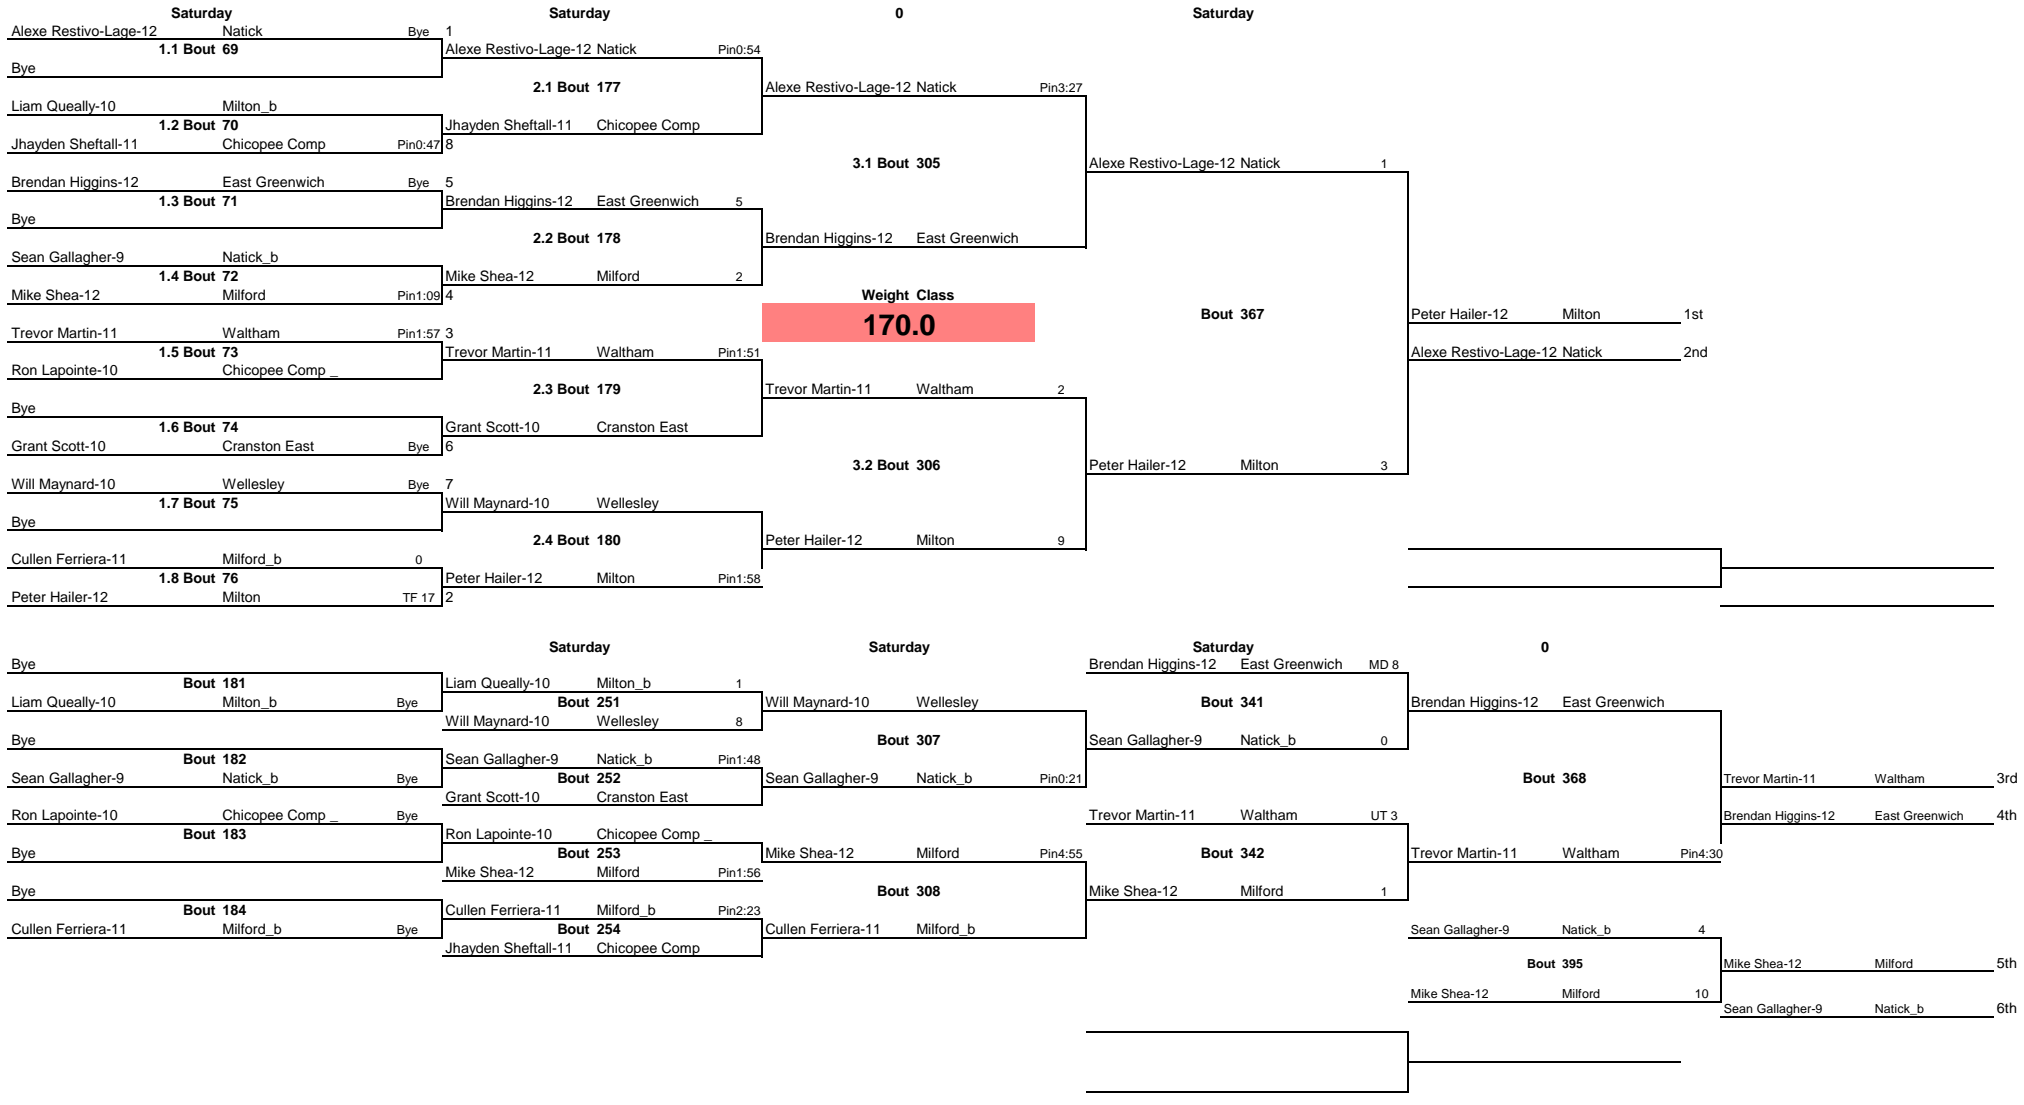 Saturday Saturday 0 Saturday
Alexe Restivo-Lage-12 Natick Bye 1
1.1 Bout 69 Alexe Restivo-Lage-12 Natick Pin0:54
Bye
2.1 Bout 177 Alexe Restivo-Lage-12 Natick Pin3:27
Liam Queally-10 Milton_b
1.2 Bout 70 Jhayden Sheftall-11 Chicopee Comp
Jhayden Sheftall-11 Chicopee Comp Pin0:47 8
3.1 Bout 305 Alexe Restivo-Lage-12 Natick 1
Brendan Higgins-12 East Greenwich Bye 5
1.3 Bout 71 Brendan Higgins-12 East Greenwich 5
Bye
2.2 Bout 178 Brendan Higgins-12 East Greenwich
Sean Gallagher-9 Natick_b
1.4 Bout 72 Mike Shea-12 Milford 2
Mike Shea-12 Milford Pin1:09 4 Weight Class
170.0 Bout 367 Peter Hailer-12 Milton 1st
Trevor Martin-11 Waltham Pin1:57 3
1.5 Bout 73 Trevor Martin-11 Waltham Pin1:51 Alexe Restivo-Lage-12 Natick 2nd
Ron Lapointe-10 Chicopee Comp _
2.3 Bout 179 Trevor Martin-11 Waltham 2
Bye
1.6 Bout 74 Grant Scott-10 Cranston East
Grant Scott-10 Cranston East Bye 6
3.2 Bout 306 Peter Hailer-12 Milton 3
Will Maynard-10 Wellesley Bye 7
1.7 Bout 75 Will Maynard-10 Wellesley
Bye
2.4 Bout 180 Peter Hailer-12 Milton 9
Cullen Ferriera-11 Milford_b 0
1.8 Bout 76 Peter Hailer-12 Milton Pin1:58
Peter Hailer-12 Milton TF 17 2
Saturday Saturday Saturday 0
Bye Brendan Higgins-12 East Greenwich MD 8
Bout 181 Liam Queally-10 Milton_b 1
Liam Queally-10 Milton_b Bye Bout 251 Will Maynard-10 Wellesley Bout 341 Brendan Higgins-12 East Greenwich
Will Maynard-10 Wellesley 8
Bye Bout 307 Sean Gallagher-9 Natick_b 0
Bout 182 Sean Gallagher-9 Natick_b Pin1:48
Sean Gallagher-9 Natick_b Bye Bout 252 Sean Gallagher-9 Natick_b Pin0:21 Bout 368 Trevor Martin-11 Waltham 3rd
Grant Scott-10 Cranston East
Ron Lapointe-10 Chicopee Comp _ Bye Trevor Martin-11 Waltham UT 3 Brendan Higgins-12 East Greenwich 4th
Bout 183 Ron Lapointe-10 Chicopee Comp _
Bye Bout 253 Mike Shea-12 Milford Pin4:55 Bout 342 Trevor Martin-11 Waltham Pin4:30
Mike Shea-12 Milford Pin1:56
Bye Bout 308 Mike Shea-12 Milford 1
Bout 184 Cullen Ferriera-11 Milford_b Pin2:23
Cullen Ferriera-11 Milford_b Bye Bout 254 Cullen Ferriera-11 Milford_b Sean Gallagher-9 Natick_b 4
Jhayden Sheftall-11 Chicopee Comp
Bout 395 Mike Shea-12 Milford 5th
Mike Shea-12 Milford 10
Sean Gallagher-9 Natick_b 6th